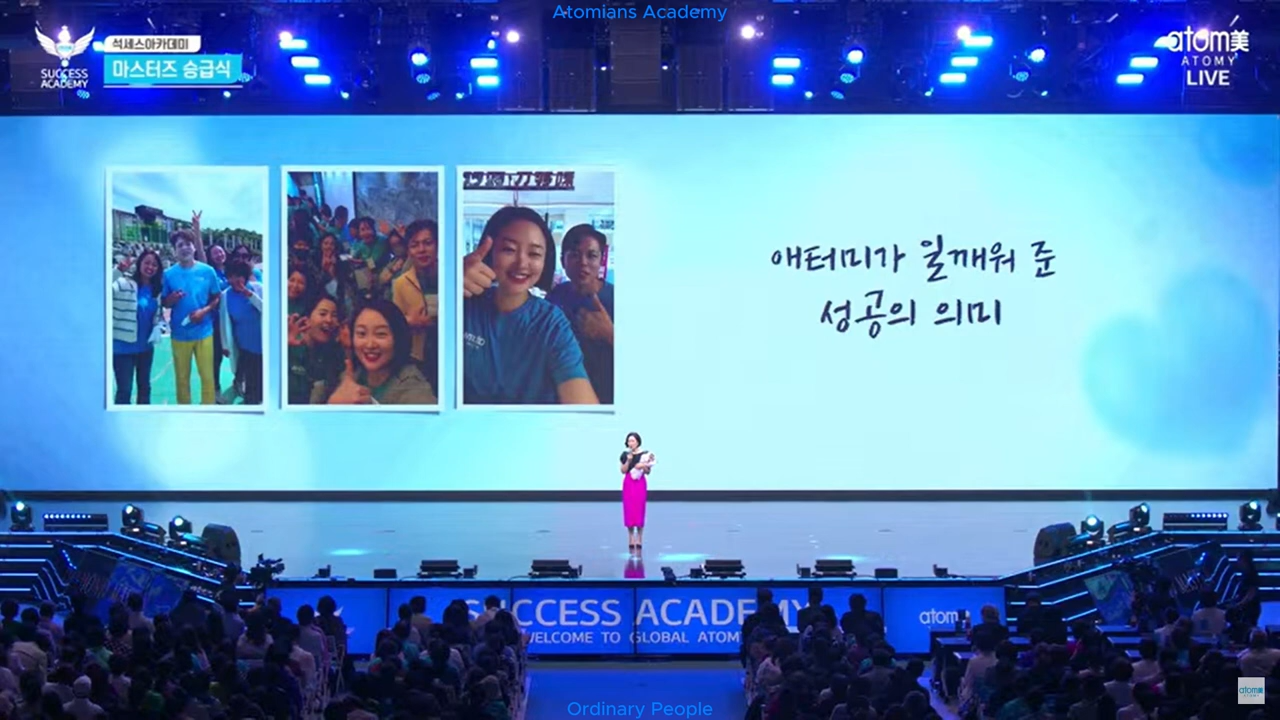 Atomians Academy
석세스아카데미
마스터즈 승급식
SUCCESS
ACADEMY
atom美
ATOMY
LIVE
애터미가 일깨워 준
성공의 의미
SUCCESS ACADEMY
WELCOME TO GLOBAL ATOM
atom
atom美
Ordinary People